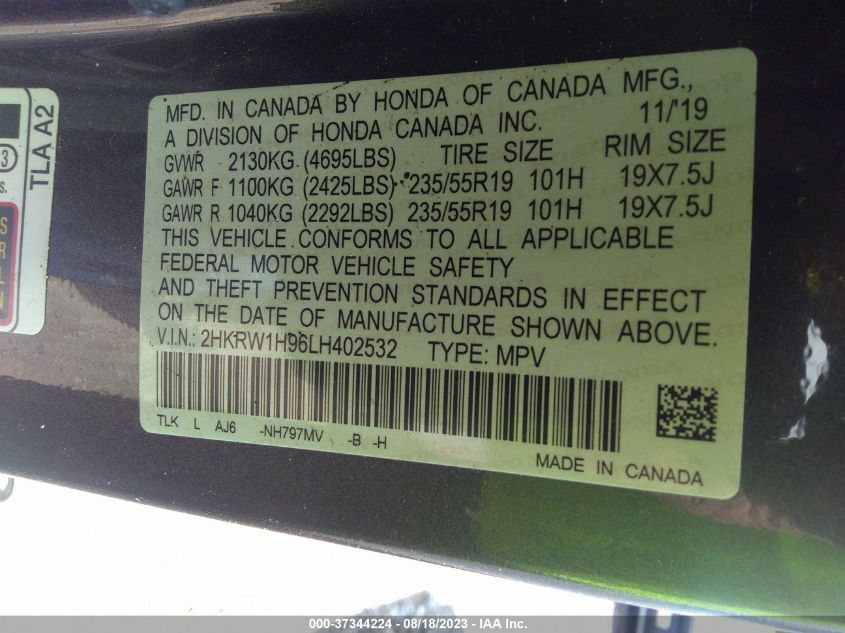 MFD. IN CANADA BY HONDA OF CANADA MFG.,
A DIVISION OF HONDA CANADA INC. 11/'19
GVWR 2130KG (4695LBS) TIRE SIZE RIM SIZE
GAWR F 1100KG (2425LBS) 235/55R19 101H 19X7.5J
GAWR R 1040KG (2292LBS) 235/55R19 101H 19X7.5J
THIS VEHICLE CONFORMS TO ALL APPLICABLE
FEDERAL MOTOR VEHICLE SAFETY
AND THEFT PREVENTION STANDARDS IN EFFECT
ON THE DATE OF MANUFACTURE SHOWN ABOVE.
V.I.N.: 2HKRW1H96LH402532 TYPE: MPV
TLK L AJ6 -NH797MV -B -H
MADE IN CANADA
TLA A2
3
s.
S
R
L
N
000-37344224 - 08/18/2023 - IAA Inc.